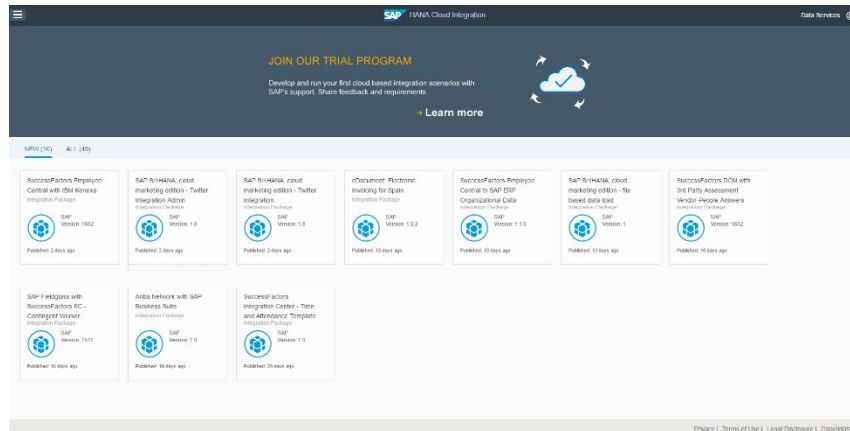 SAP HANA Cloud Integration
Data Services
JOIN OUR TRIAL PROGRAM
Develop and run your first cloud based integration scenarios with
SAP's support. Share feedback and requirements.
→ Learn more
NEW (10) ALL (49)
SuccessFactors Employee
Central with IBM Kenexa
Integration Package
SAP
Version: 1602
Published: 2 days ago
SAP S/4HANA, cloud
marketing edition - Twitter
Integration Admin
Integration Package
SAP
Version: 1.0
Published: 2 days ago
SAP S/4HANA, cloud
marketing edition - Twitter
Integration
Integration Package
SAP
Version: 1.0
Published: 2 days ago
eDocument: Electronic
Invoicing for Spain
Integration Package
SAP
Version: 1.0.2
Published: 13 days ago
SuccessFactors Employee
Central to SAP ERP
Organizational Data
Integration Package
SAP
Version: 1.1.0
Published: 13 days ago
SAP S/4HANA, cloud
marketing edition - file
based data load
Integration Package
SAP
Version: 1
Published: 13 days ago
SuccessFactors RCM with
3rd Party Assessment
Vendor-People Answers
Integration Package
SAP
Version: 1602
Published: 16 days ago
SAP Fieldglass with
SuccessFactors EC -
Contingent Worker
Integration Package
SAP
Version: 1511
Published: 16 days ago
Ariba Network with SAP
Business Suite
Integration Package
SAP
Version: 2.0
Published: 19 days ago
SuccessFactors
Integration Center - Time
and Attendance Template
Integration Package
SAP
Version: 1.0
Published: 20 days ago
Privacy | Terms of Use | Legal Disclosure | Copyright